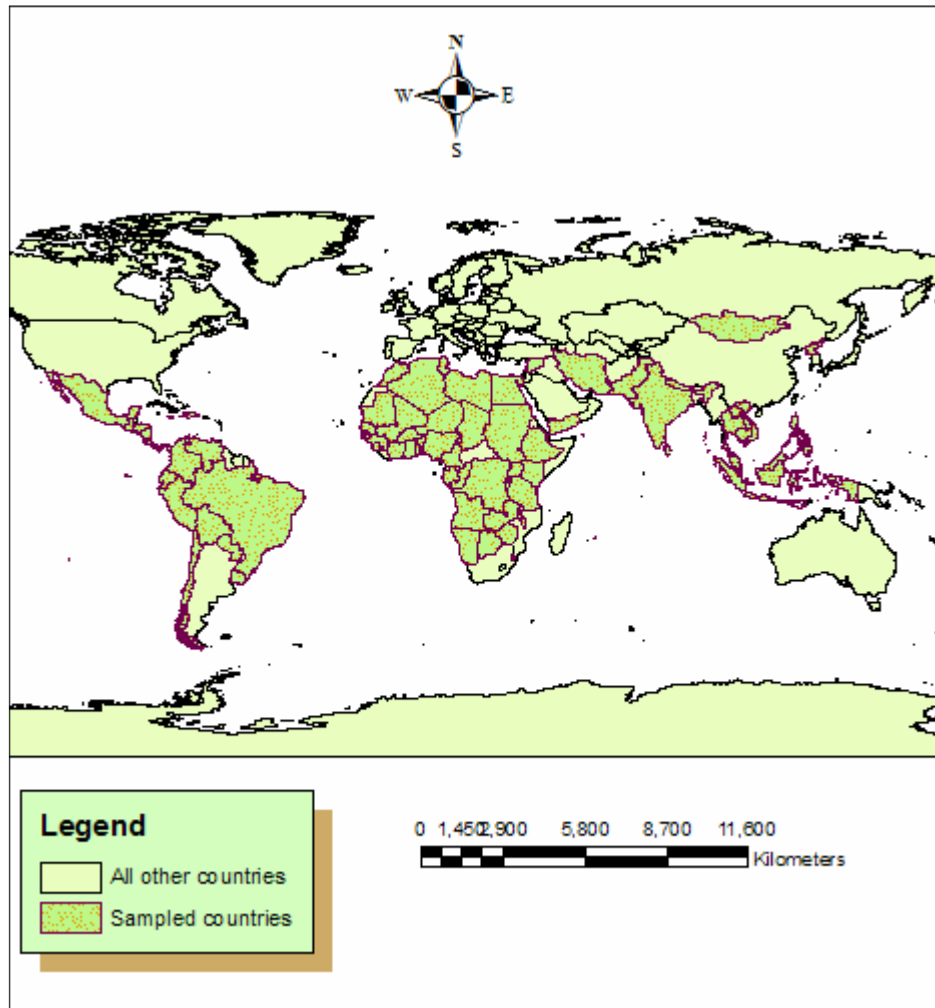 N
W E
S
Legend
All other countries
Sampled countries
0 1,450 2,900 5,800 8,700 11,600
Kilometers